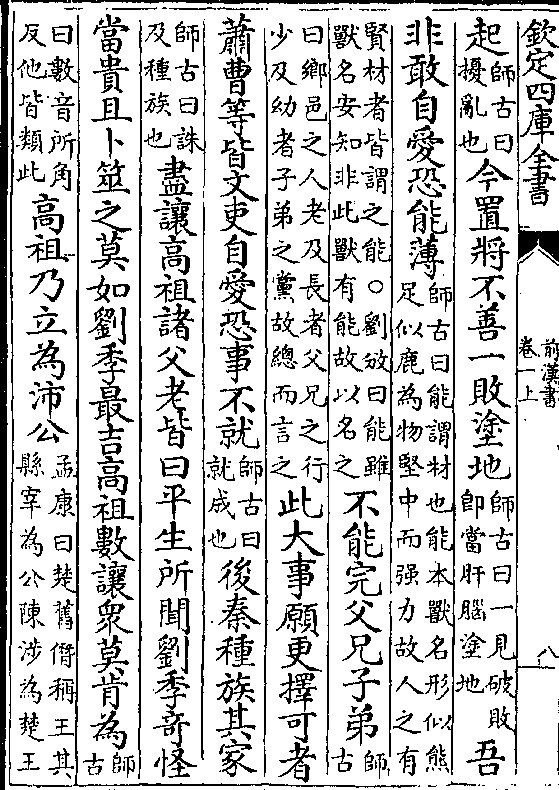 欽定四庫全書
前漢書
卷一上
八
起師古曰擾亂也今置將不善一敗塗地師古曰一見破敗即當肝腦塗地吾
非敢自愛恐能薄師古曰能謂材也能本獸名形似熊足似鹿為物堅中而强力故人之有
賢材者皆謂之能○劉攽曰能雖獸名安知非此獸有能故以名之不能完父兄子弟師古
曰鄉邑之人老及長者父兄之行少及幼者子弟之黨故總而言之此大事願更擇可者
蕭曹等皆文吏自愛恐事不就師古曰就成也後秦種族其家
師古曰誅及種族也盡讓高祖諸父老皆曰平生所聞劉季奇怪
當貴且卜筮之莫如劉季最吉高祖數讓衆莫肯為師古
曰數音所角反他皆類此高祖乃立為沛公孟康曰楚舊僭稱王其縣宰為公陳涉為楚王